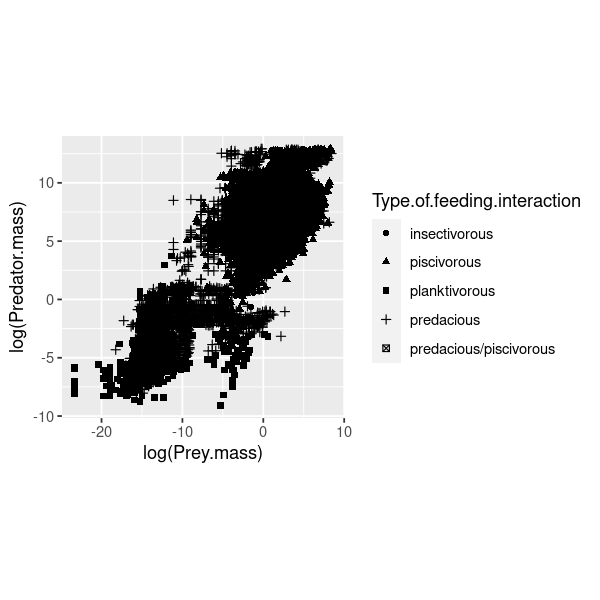 log(Predator.mass)
10
5
0
-5
-10
-20
-10
0
10
log(Prey.mass)
Type.of.feeding.interaction
insectivorous
piscivorous
planktivorous
predacious
predacious/piscivorous